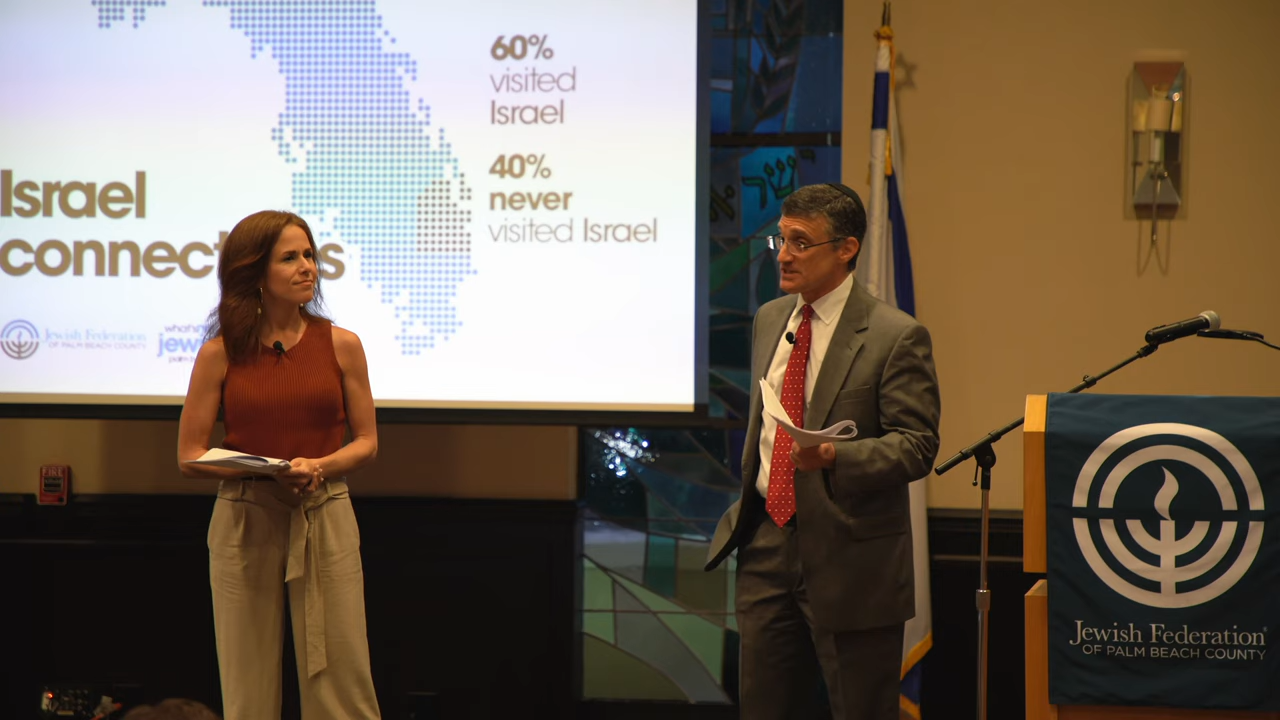 60%
visited
Israel
40%
never
visited Israel
Israel
Jewish Federation
OF PALM BEACH COUNTY
FIRE
Jewish Federation
OF PALM BEACH COUNTY